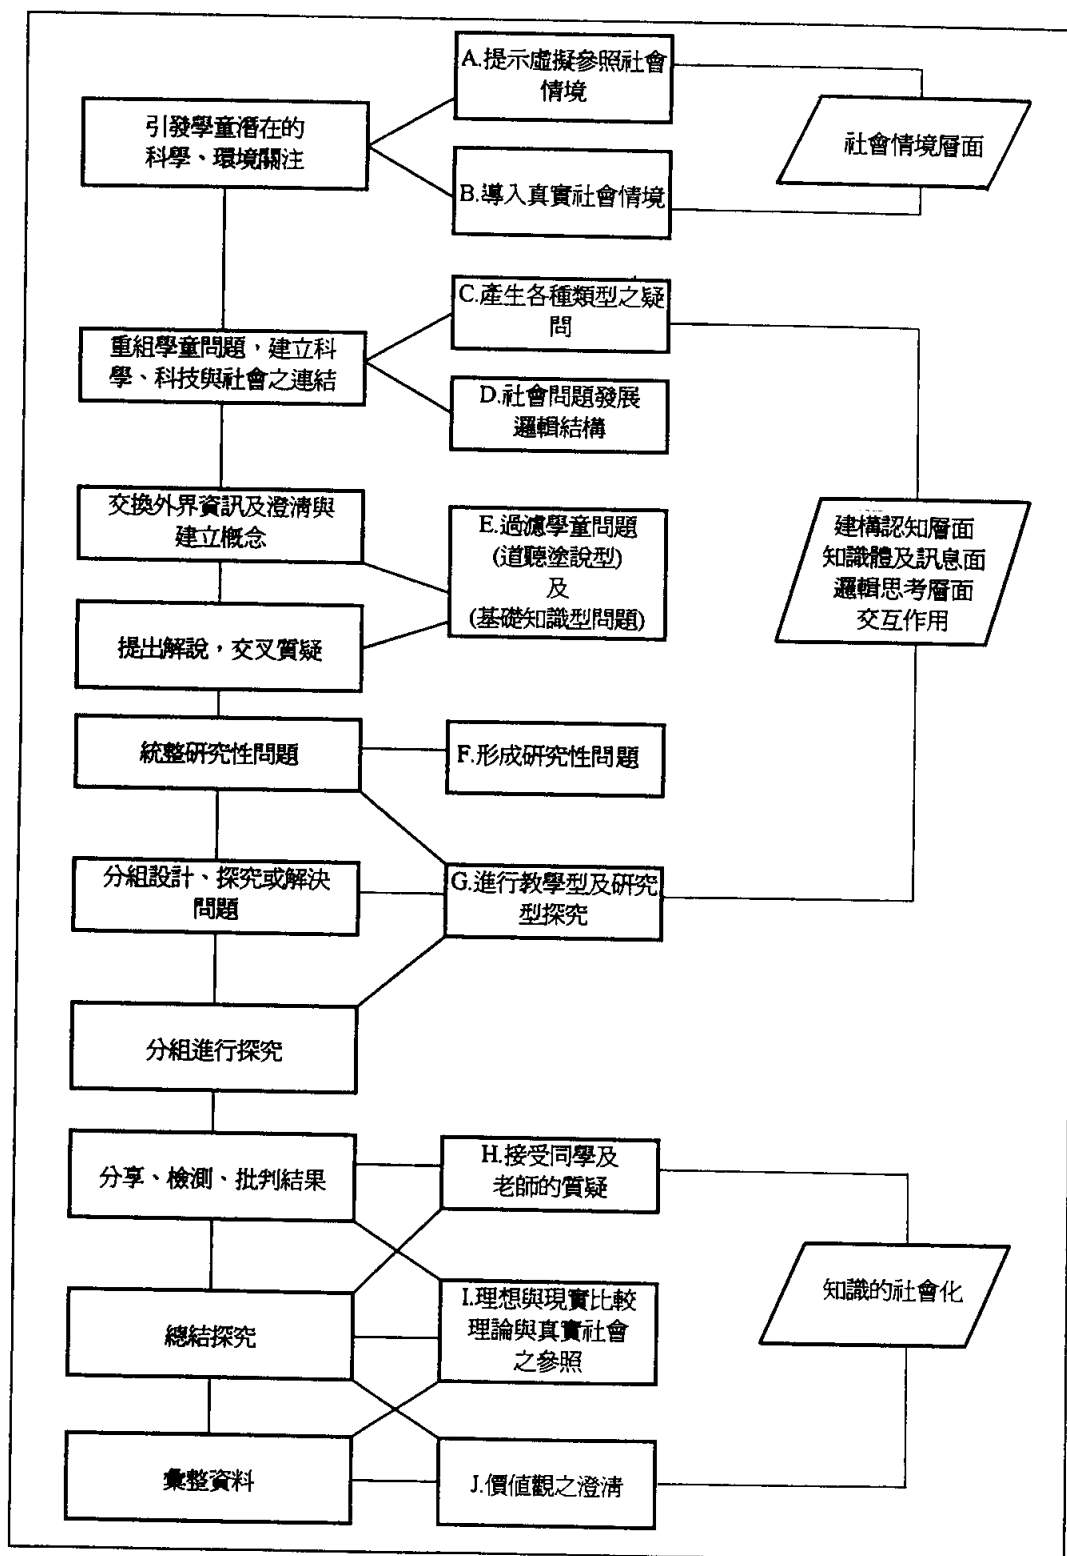 A.提示虛擬參照社會
情境
引發學童潛在的
科學、環境關注
社會情境層面
B.導入真實社會情境
C.產生各種類型之疑
問
重組學童問題，建立科
學、科技與社會之連結
D.社會問題發展
邏輯結構
交換外界資訊及澄清與
建立概念
E.過濾學童問題
(道聽塗說型)
及
(基礎知識型問題)
建構認知層面
知識體及訊息面
邏輯思考層面
交互作用
提出解說，交叉質疑
統整研究性問題
F.形成研究性問題
分組設計、探究或解決
問題
G.進行教學型及研究
型探究
分組進行探究
分享、檢測、批判結果
H.接受同學及
老師的質疑
知識的社會化
總結探究
I.理想與現實比較
理論與真實社會
之參照
彙整資料
J.價值觀之澄清